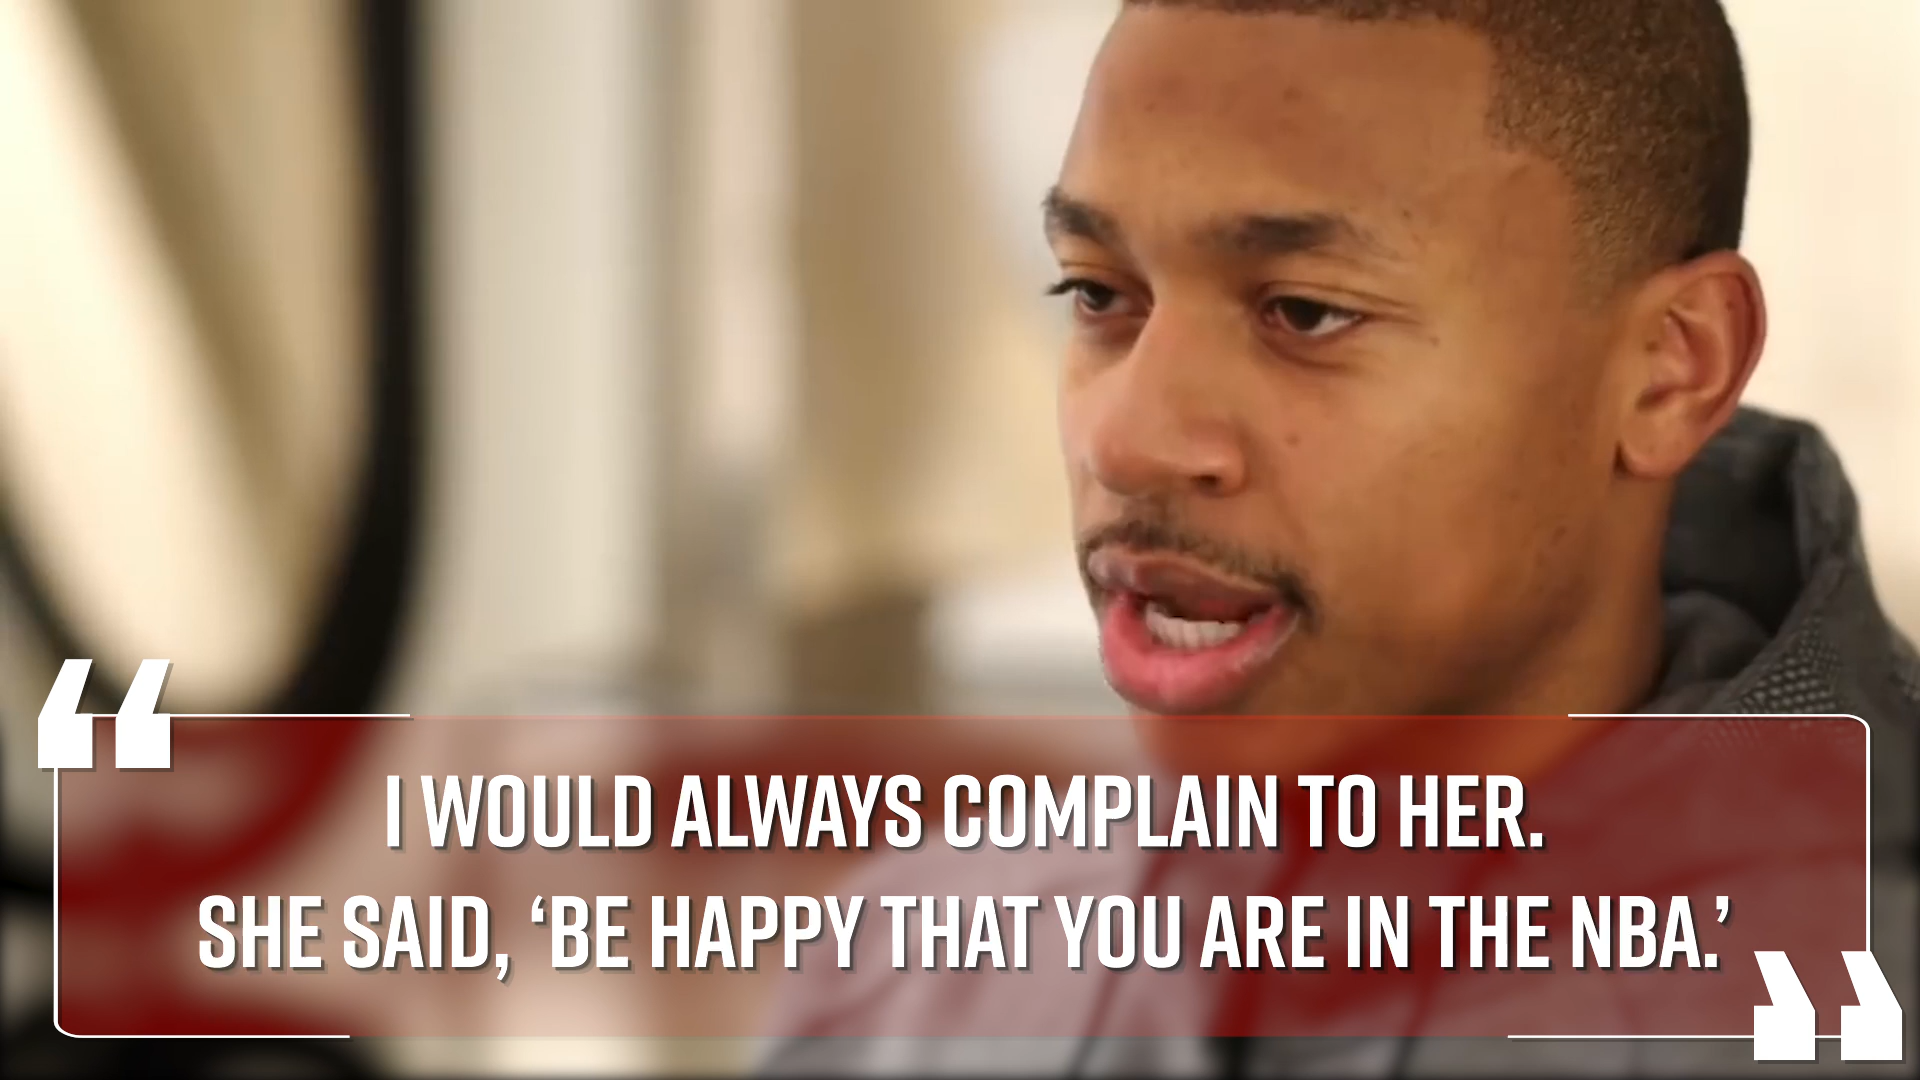 “
I WOULD ALWAYS COMPLAIN TO HER.
SHE SAID, ‘BE HAPPY THAT YOU ARE IN THE NBA.’
”